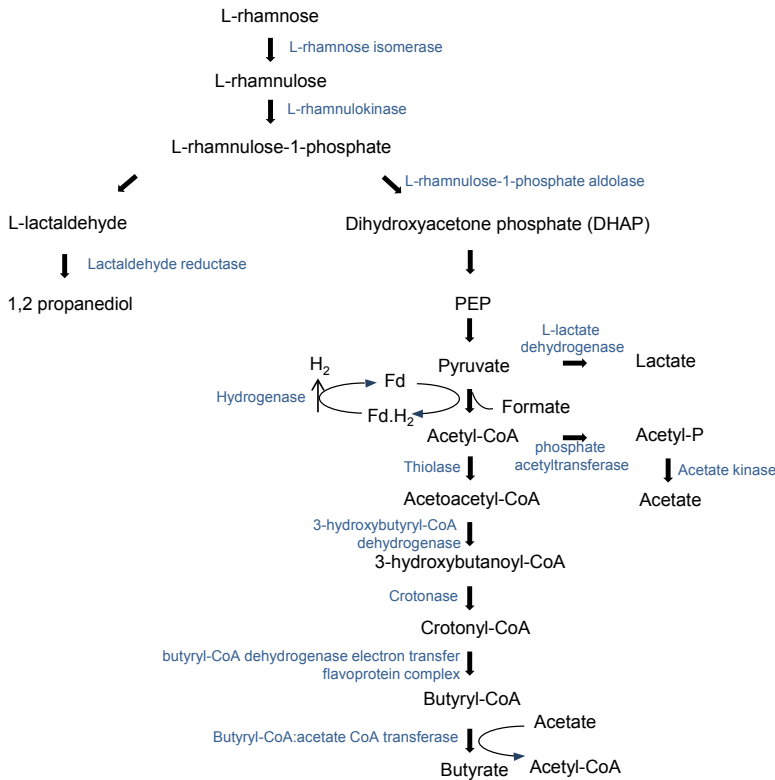 L-rhamnose
L-rhamnose isomerase
L-rhamnulose
L-rhamnulokinase
L-rhamnulose-1-phosphate
L-rhamnulose-1-phosphate aldolase
L-lactaldehyde
Dihydroxyacetone phosphate (DHAP)
Lactaldehyde reductase
1,2 propanediol
PEP
L-lactate
dehydrogenase
Pyruvate
Lactate
H2
Fd
Hydrogenase
Fd.H2
Formate
Acetyl-CoA
Acetyl-P
phosphate
acetyltransferase
Thiolase
Acetate kinase
Acetoacetyl-CoA
Acetate
3-hydroxybutyryl-CoA
dehydrogenase
3-hydroxybutanoyl-CoA
Crotonase
Crotonyl-CoA
butyryl-CoA dehydrogenase electron transfer
flavoprotein complex
Butyryl-CoA
Acetate
Butyryl-CoA:acetate CoA transferase
Butyrate
Acetyl-CoA